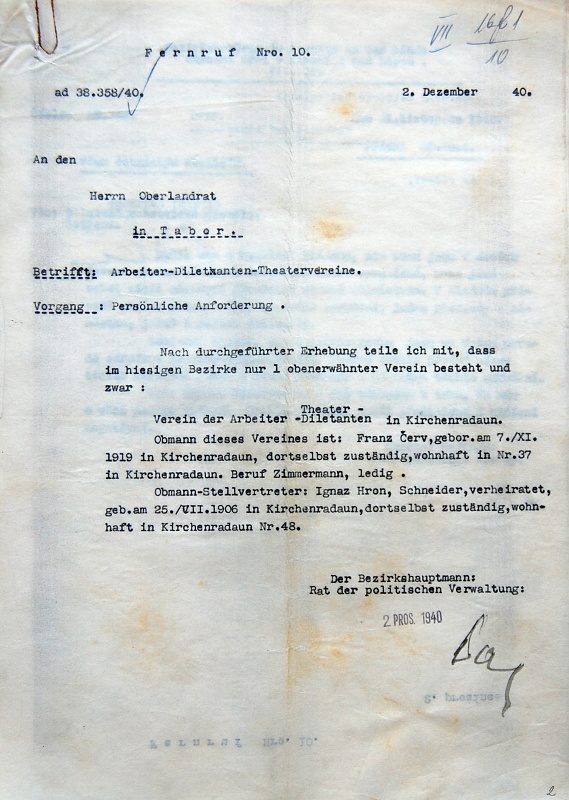 VII 16/1
10
Fernruf Nro. 10.
ad 38.358/40. 2. Dezember 40.
An den
Herrn Oberlandrat
in Tabor.
Betrifft: Arbeiter-Diletkanten-Theatervereine.
Vorgang : Persönliche Anforderung .
Nach durchgeführter Erhebung teile ich mit, dass
im hiesigen Bezirke nur 1 obenerwähnter Verein besteht und
zwar :
Theater -
Verein der Arbeiter -Diletanten in Kirchenradaun.
Obmann dieses Vereines ist: Franz Červ,gebor.am 7./XI.
1919 in Kirchenradaun, dortselbst zuständig,wohnhaft in Nr.37
in Kirchenradaun. Beruf Zimmermann, ledig .
Obmann-Stellvertreter: Ignaz Hron, Schneider,verheiratet,
geb.am 25./VII.1906 in Kirchenradaun,dortselbst zuständig,wohn-
haft in Kirchenradaun Nr.48.
Der Bezirkshauptmann:
Rat der politischen Verwaltung:
2 PROS. 1940
2